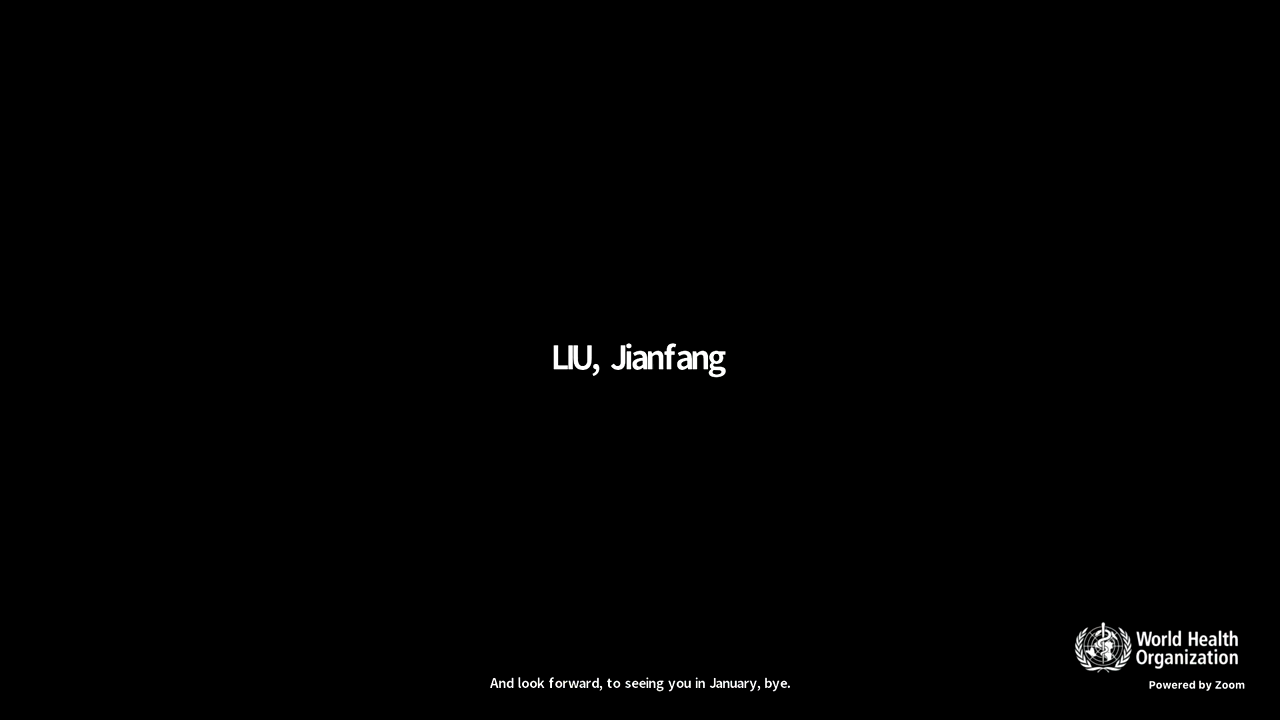 LIU, Jianfang
World Health
Organization
And look forward, to seeing you in January, bye.
Powered by Zoom